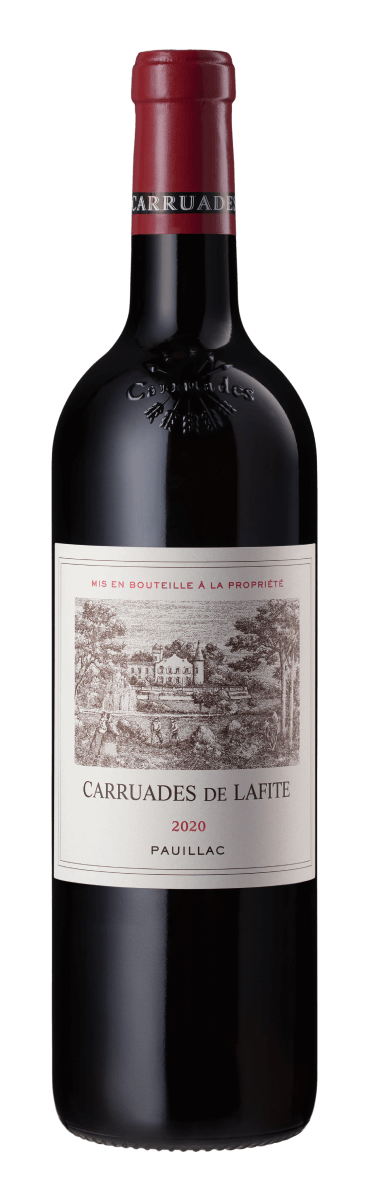 CARRUADES
Carruades
MIS EN BOUTEILLE À LA PROPRIÉTÉ
CARRUADES DE LAFITE
2020
PAUILLAC